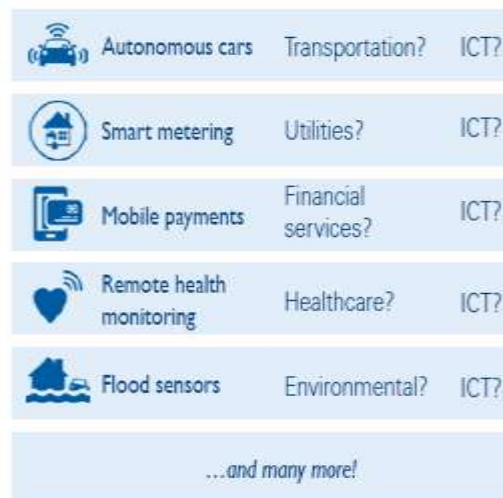 Autonomous cars Transportation? ICT?
Smart metering Utilities? ICT?
Mobile payments Financial services? ICT?
Remote health monitoring Healthcare? ICT?
Flood sensors Environmental? ICT?
...and many more!